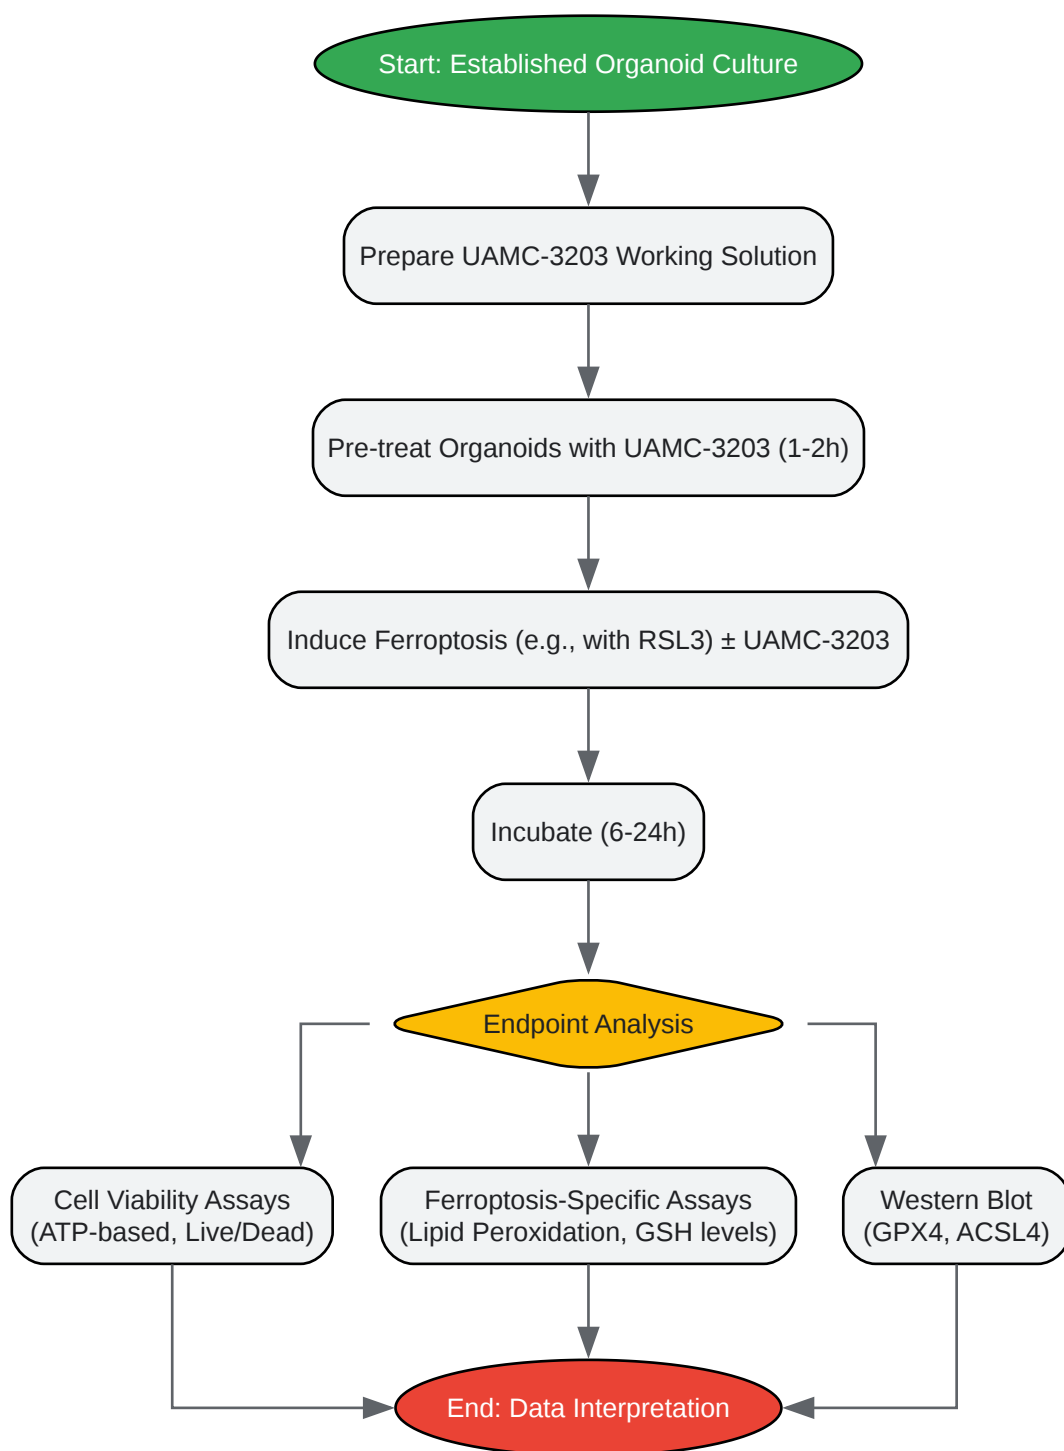 Start: Established Organoid Culture
Prepare UAMC-3203 Working Solution
Pre-treat Organoids with UAMC-3203 (1-2h)
Induce Ferroptosis (e.g., with RSL3) ± UAMC-3203
Incubate (6-24h)
Endpoint Analysis
Cell Viability Assays
(ATP-based, Live/Dead)
Ferroptosis-Specific Assays
(Lipid Peroxidation, GSH levels)
Western Blot
(GPX4, ACSL4)
End: Data Interpretation